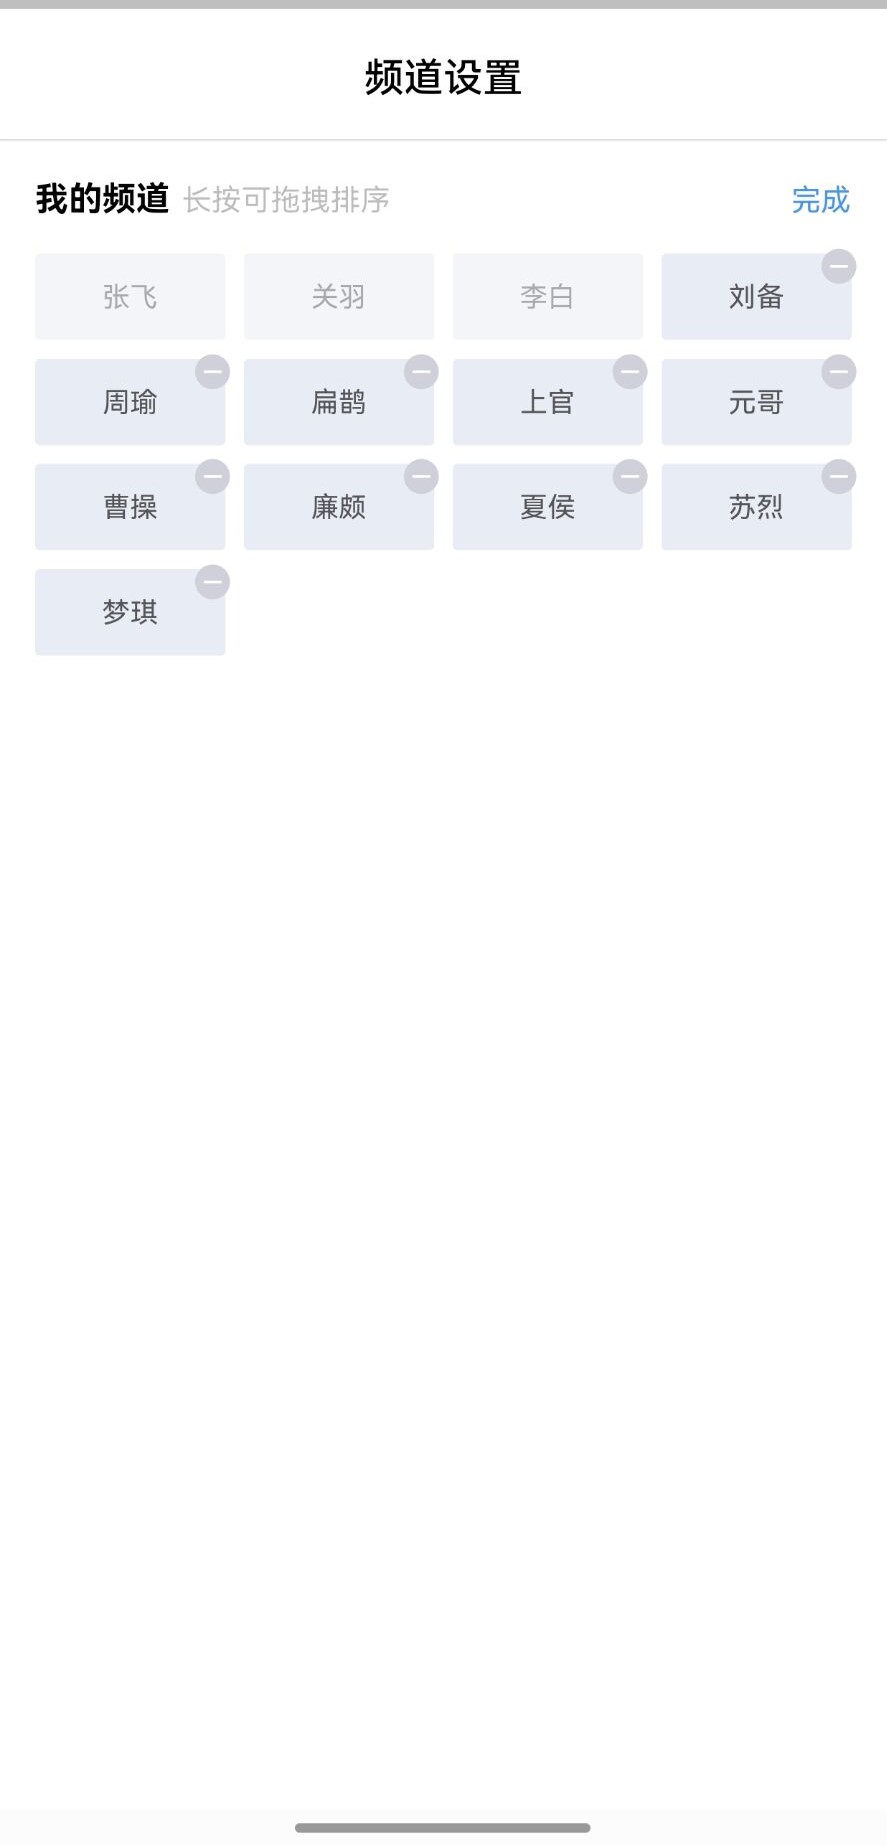 频道设置
我的频道 长按可拖拽排序 完成
张飞 关羽 李白 刘备
周瑜 扁鹊 上官 元哥
曹操 廉颇 夏侯 苏烈
梦琪